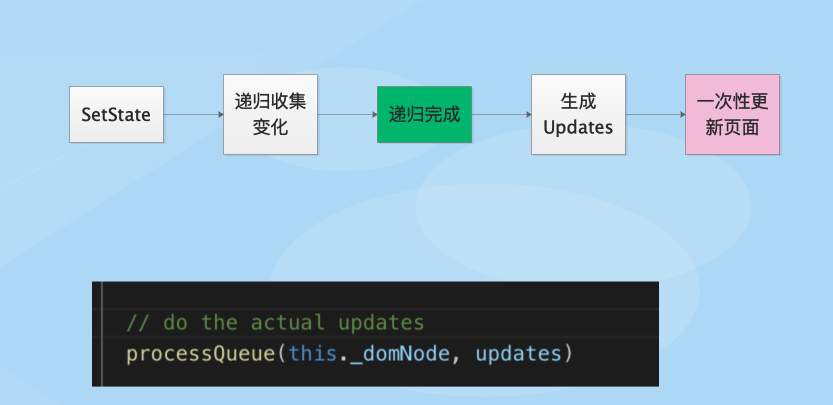 SetState
递归收集
变化
递归完成
生成
Updates
一次性更
新页面
// do the actual updates
processQueue(this._domNode, updates)